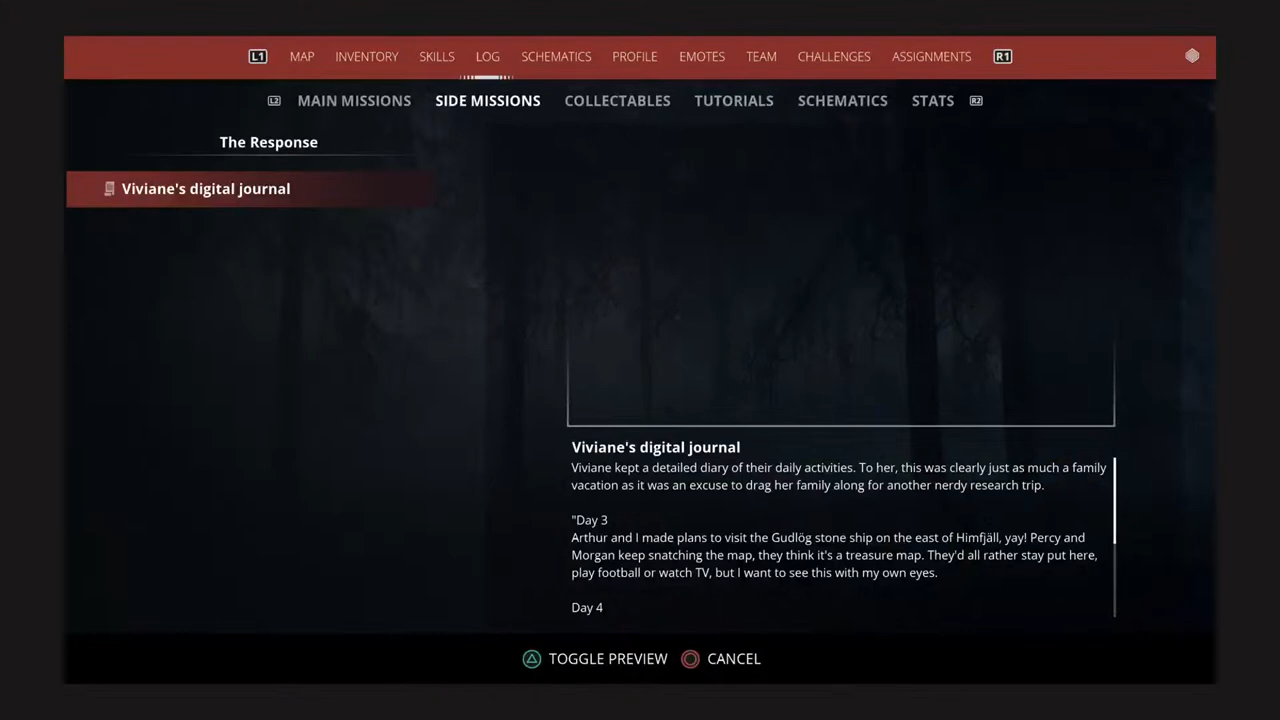 L1 MAP INVENTORY SKILLS LOG SCHEMATICS PROFILE EMOTES TEAM CHALLENGES ASSIGNMENTS R1
L2 MAIN MISSIONS SIDE MISSIONS COLLECTABLES TUTORIALS SCHEMATICS STATS R2
The Response
Viviane's digital journal
Viviane's digital journal
Viviane kept a detailed diary of their daily activities. To her, this was clearly just as much a family
vacation as it was an excuse to drag her family along for another nerdy research trip.
"Day 3
Arthur and I made plans to visit the Gudlög stone ship on the east of Himfjäll, yay! Percy and
Morgan keep snatching the map, they think it's a treasure map. They'd all rather stay put here,
play football or watch TV, but I want to see this with my own eyes.
Day 4
TOGGLE PREVIEW CANCEL